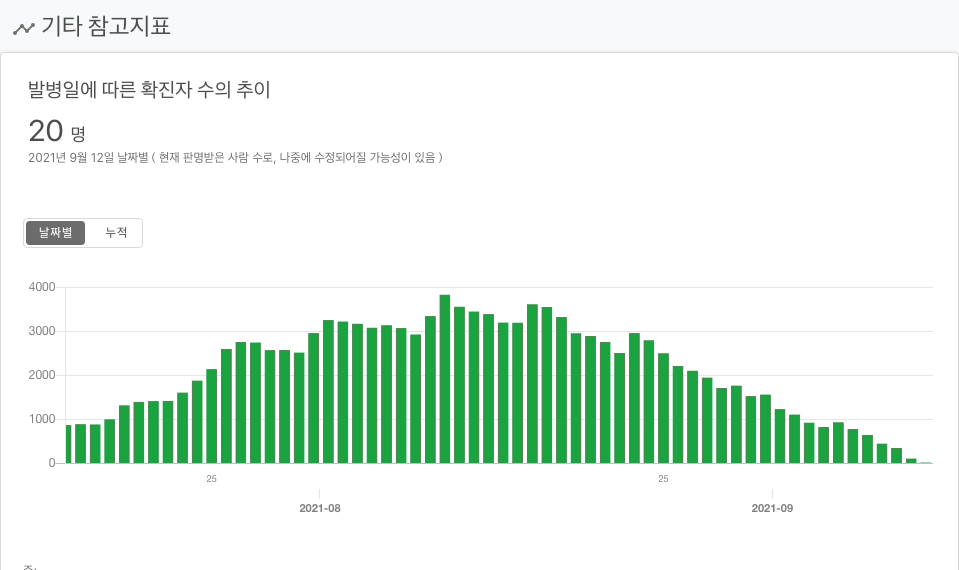 기타 참고지표
발병일에 따른 확진자 수의 추이
20 명
2021년 9월 12일 날짜별 ( 현재 판명받은 사람 수로, 나중에 수정되어질 가능성이 있음 )
날짜별 누적
4000
3000
2000
1000
0
25 25
2021-08 2021-09